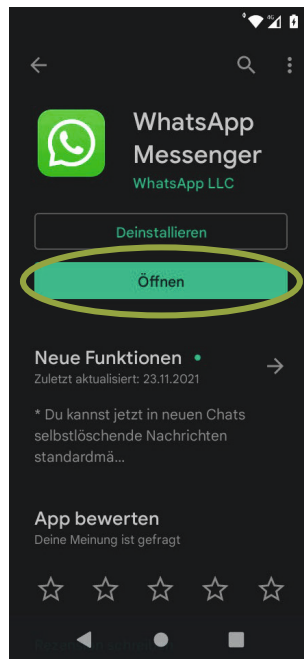 4G
WhatsApp
Messenger
WhatsApp LLC
Deinstallieren
Öffnen
Neue Funktionen •
Zuletzt aktualisiert: 23.11.2021
* Du kannst jetzt in neuen Chats
selbstlöschende Nachrichten
standardmä...
App bewerten
Deine Meinung ist gefragt